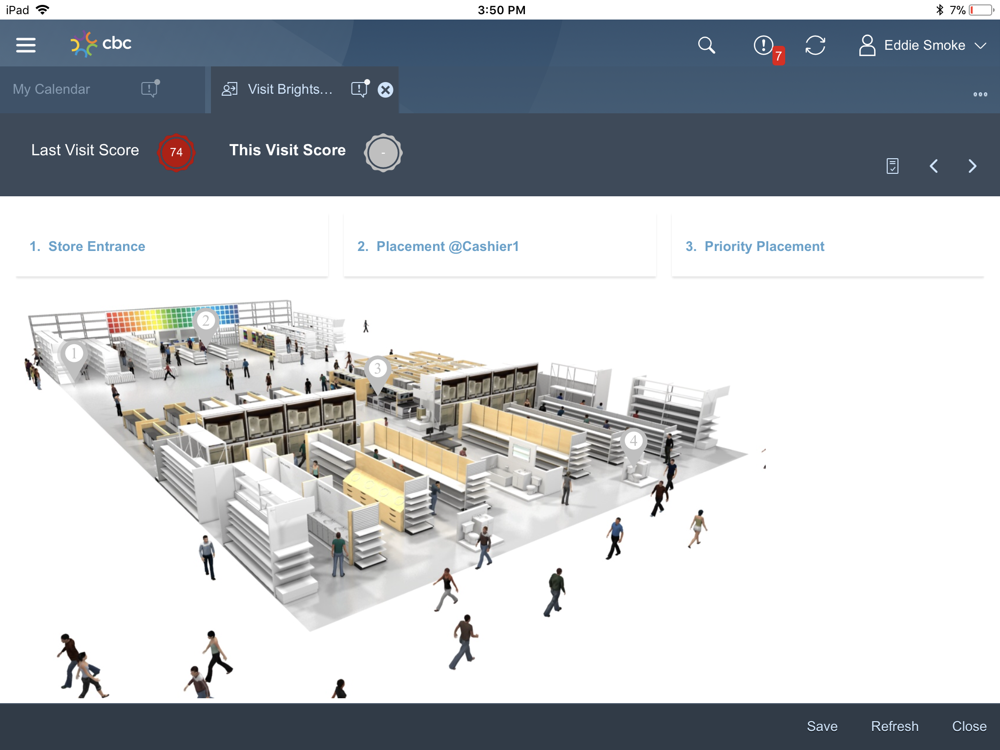 iPad 3:50 PM 7%
cbc 7 Eddie Smoke
My Calendar Visit Brights...
Last Visit Score 74 This Visit Score -
1. Store Entrance
2. Placement @Cashier1
3. Priority Placement
2
1
3
4
Save Refresh Close